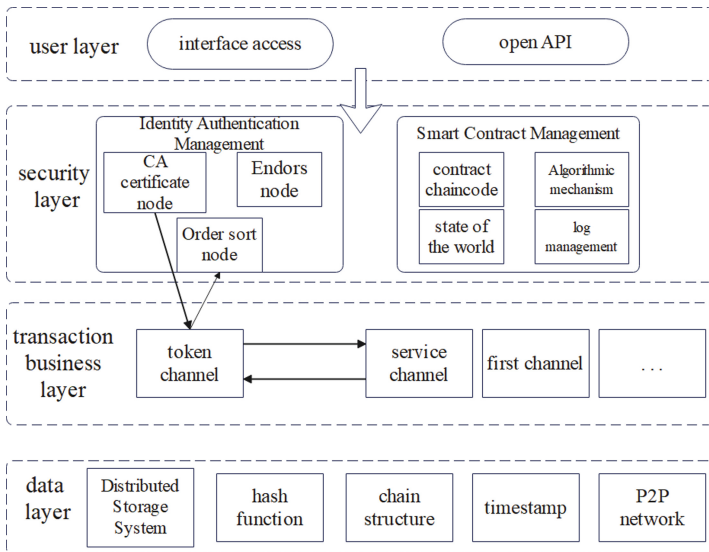 user layer
interface access
open API
security
layer
Identity Authentication
Management
CA
certificate
node
Endors
node
Order sort
node
Smart Contract Management
contract
chaincode
Algorithmic
mechanism
state of
the world
log
management
transaction
business
layer
token
channel
service
channel
first channel
...
data
layer
Distributed
Storage
System
hash
function
chain
structure
timestamp
P2P
network